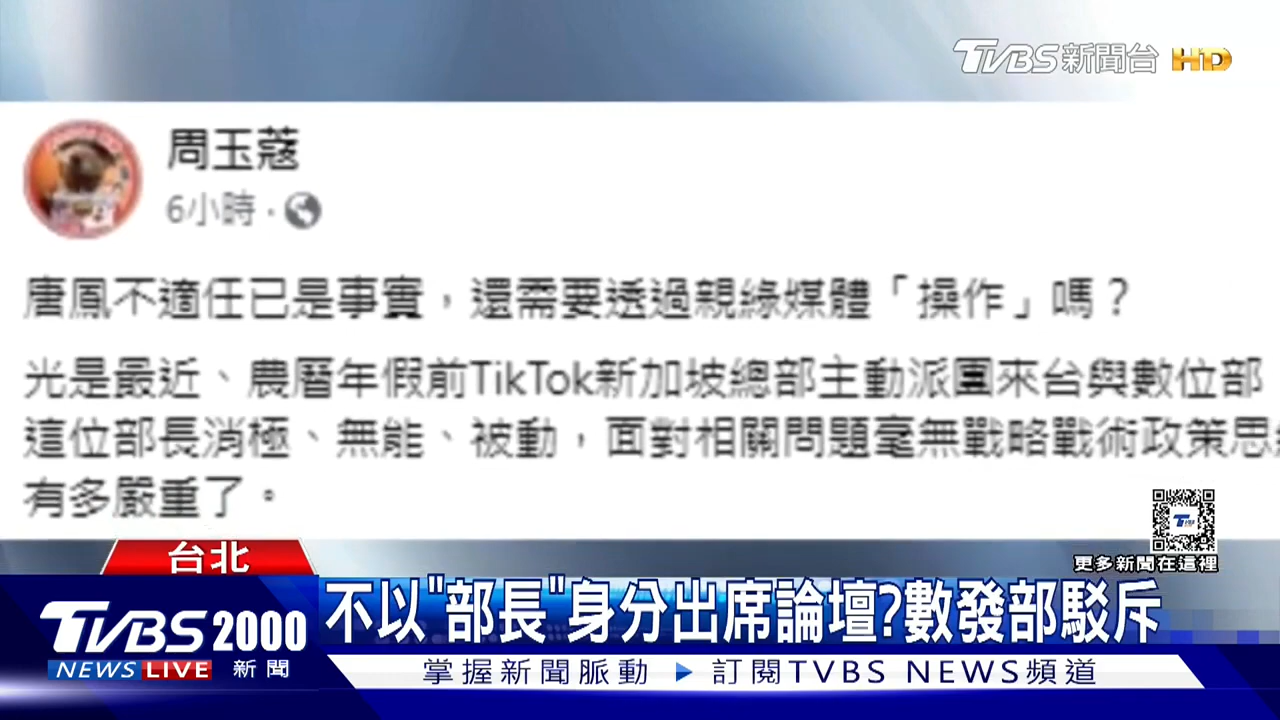 TVBS新聞台 HD
周玉蔻
6小時 ·
唐鳳不適任已是事實，還需要透過親綠媒體「操作」嗎？
光是最近、農曆年假前TikTok新加坡總部主動派團來台與數位部
這位部長消極、無能、被動，面對相關問題毫無戰略戰術政策思
有多嚴重了。
更多新聞在這裡
台北
不以"部長"身分出席論壇?數發部駁斥
TVBS 2000
NEWS LIVE 新聞
掌握新聞脈動 ▶ 訂閱TVBS NEWS頻道